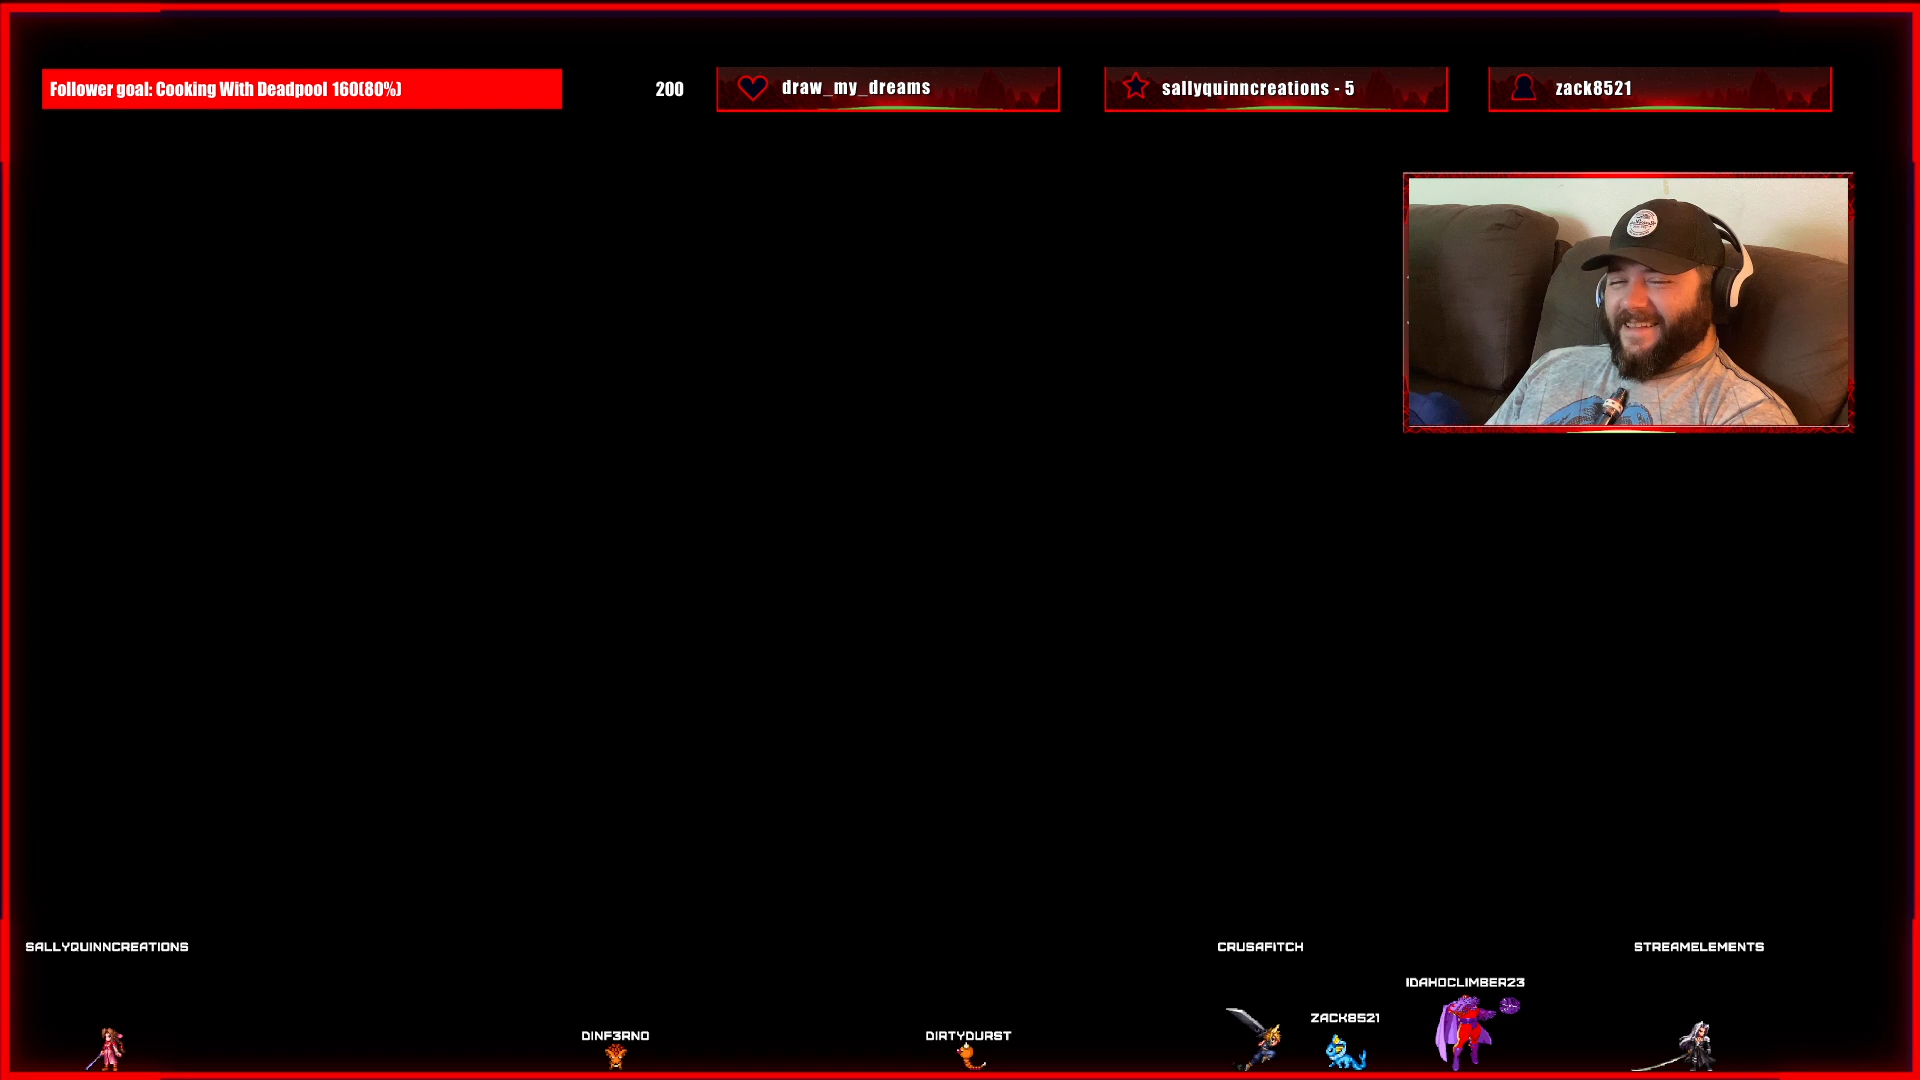 Follower goal: Cooking With Deadpool 160(80%)
200
draw_my_dreams
sallyquinncreations - 5
zack8521
SALLYQUINNCREATIONS
CRUSAFITCH
STREAMELEMENTS
IDAHOCLIMBER23
ZACK8521
DINF3RNO
DIRTYDURST